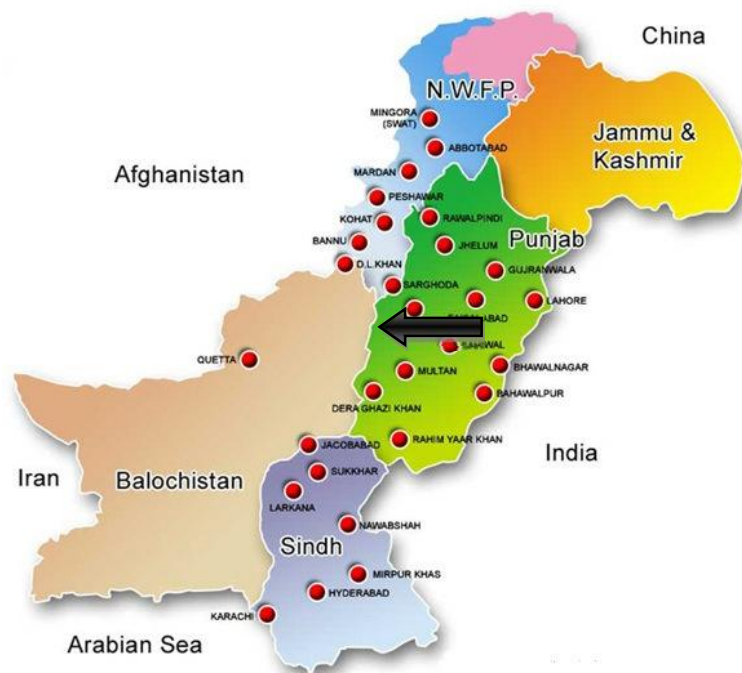 China
N.W.F.P.
MINGORA
(SWAT)
Jammu &
Kashmir
ABBOTABAD
Afghanistan
MARDAN
PESHAWAR
KOHAT
RAWALPINDI
BANNU
JHELUM
Punjab
D.L.KHAN
GUJRANWALA
SARGHODA
LAHORE
QUETTA
MULTAN
BHAWALNAGAR
DERA GHAZI KHAN
BAHAWALPUR
JACOBABAD
RAHIM YAAR KHAN
India
Iran
Balochistan
SUKKHAR
LARKANA
NAWABSHAH
Sindh
MIRPUR KHAS
HYDERABAD
KARACHI
Arabian Sea